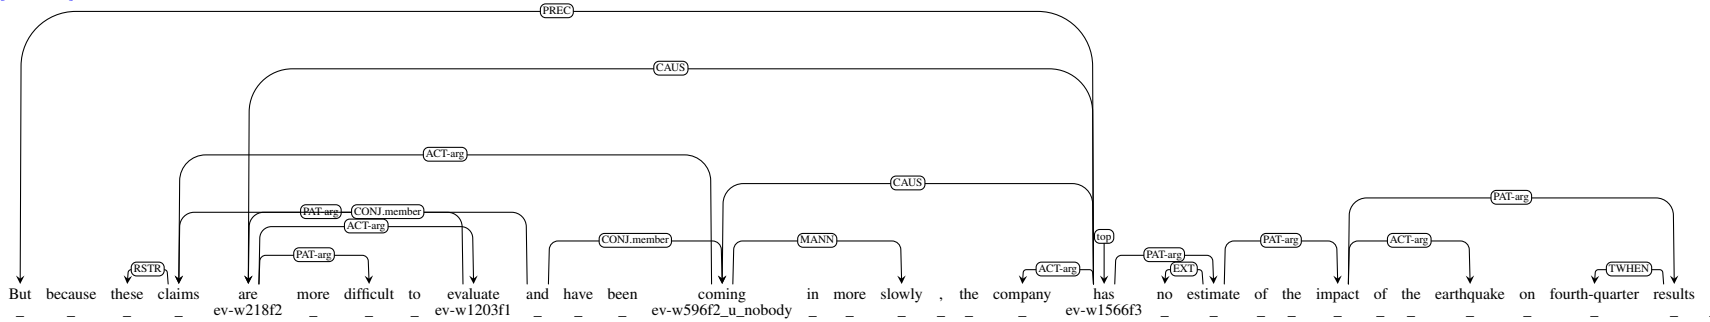 PREC
CAUS
ACT-arg
CAUS
PAT-arg
PAT-arg CONJ.member
ACT-arg
top
CONJ.member MANN
PAT-arg ACT-arg
PAT-arg PAT-arg
RSTR ACT-arg EXT TWHEN
But because these claims are more difficult to evaluate and have been coming in more slowly , the company has no estimate of the impact of the earthquake on fourth-quarter results
_ _ _ _ ev-w218f2 _ _ _ ev-w1203f1 _ _ _ ev-w596f2_u_nobody _ _ _ _ _ _ ev-w1566f3 _ _ _ _ _ _ _ _ _ _ _